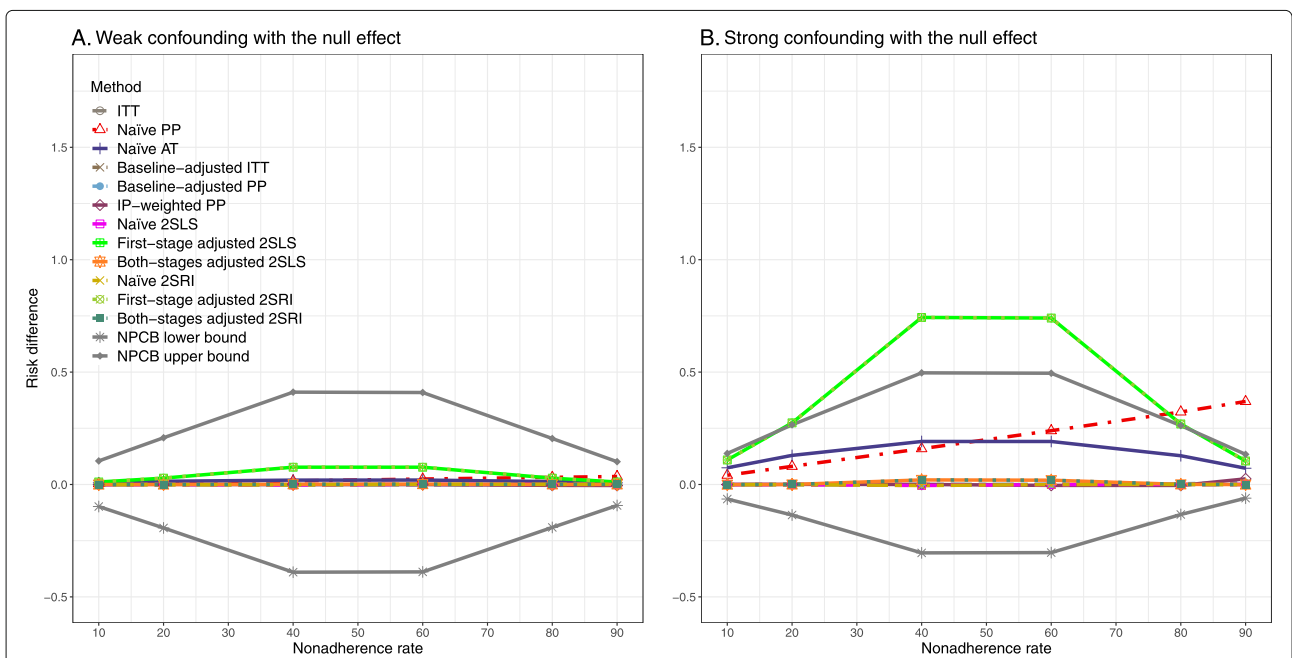 A. Weak confounding with the null effect
Method
ITT
Naïve PP
Naïve AT
Baseline−adjusted ITT
Baseline−adjusted PP
IP−weighted PP
Naïve 2SLS
First−stage adjusted 2SLS
Both−stages adjusted 2SLS
Naïve 2SRI
First−stage adjusted 2SRI
Both−stages adjusted 2SRI
NPCB lower bound
NPCB upper bound
Risk difference
1.5
1.0
0.5
0.0
−0.5
10 20 30 40 50 60 70 80 90
Nonadherence rate
B. Strong confounding with the null effect
1.5
1.0
0.5
0.0
−0.5
10 20 30 40 50 60 70 80 90
Nonadherence rate